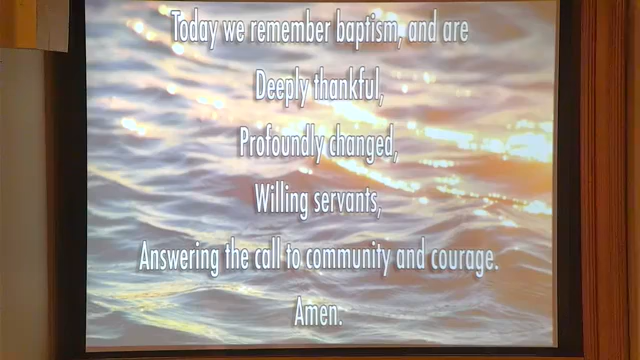 Today we remember baptism, and are
Deeply thankful,
Profoundly changed,
Willing servants,
Answering the call to community and courage.
Amen.